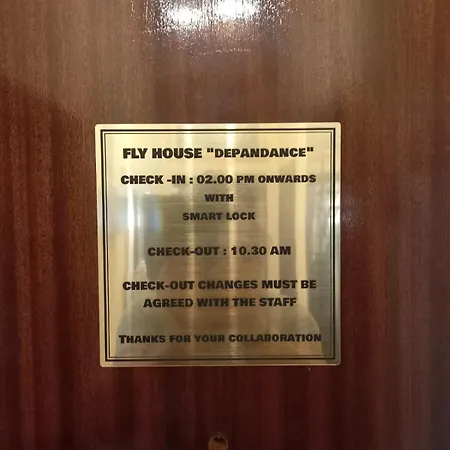 FLY HOUSE "DEPANDANCE"
CHECK -IN : 02.00 PM ONWARDS
WITH
SMART LOCK
CHECK-OUT : 10.30 AM
CHECK-OUT CHANGES MUST BE
AGREED WITH THE STAFF
THANKS FOR YOUR COLLABORATION